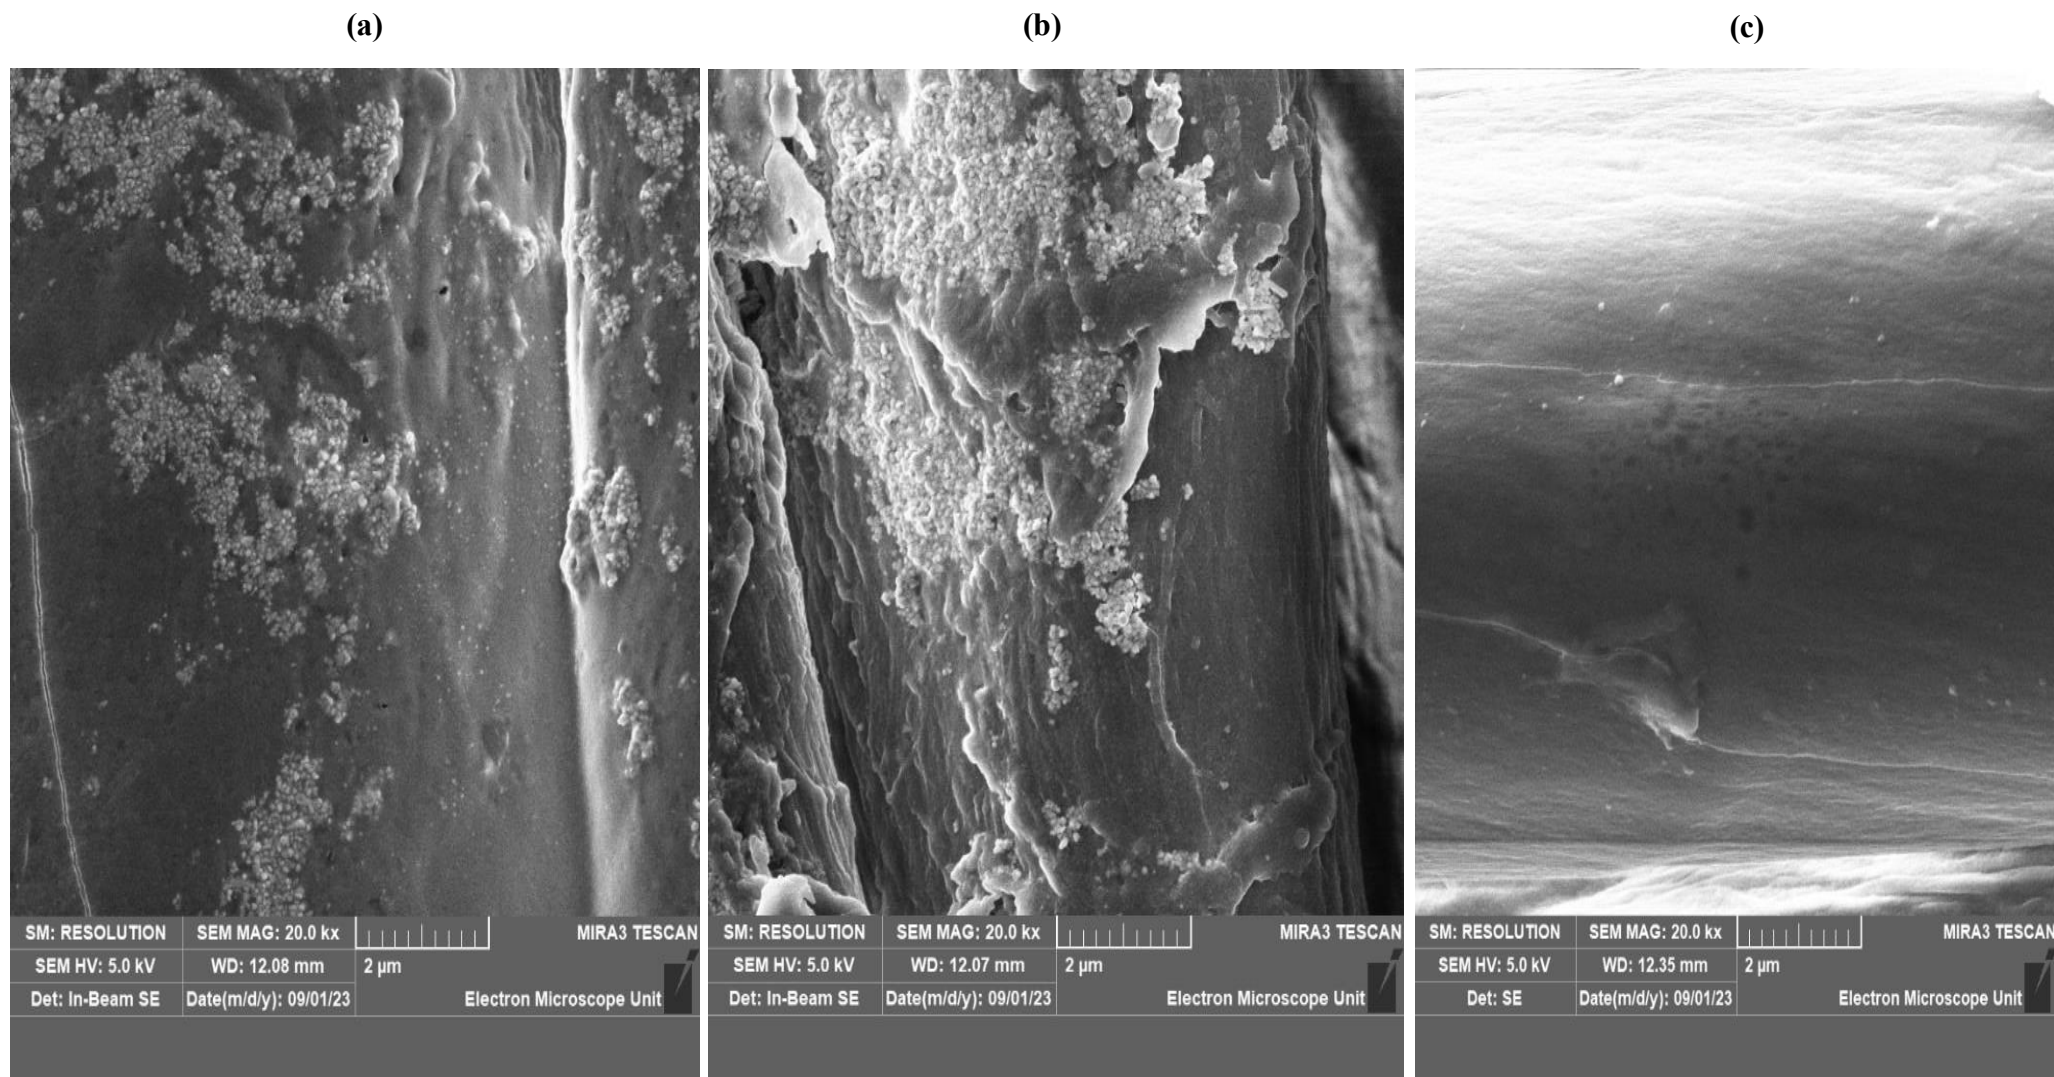 (a)
(b)
(c)
SM: RESOLUTION SEM MAG: 20.0 kx MIRA3 TESCAN
SEM HV: 5.0 kV WD: 12.08 mm 2 µm
Det: In-Beam SE Date(m/d/y): 09/01/23 Electron Microscope Unit
SM: RESOLUTION SEM MAG: 20.0 kx MIRA3 TESCAN
SEM HV: 5.0 kV WD: 12.07 mm 2 µm
Det: In-Beam SE Date(m/d/y): 09/01/23 Electron Microscope Unit
SM: RESOLUTION SEM MAG: 20.0 kx MIRA3 TESCAN
SEM HV: 5.0 kV WD: 12.35 mm 2 µm
Det: SE Date(m/d/y): 09/01/23 Electron Microscope Unit